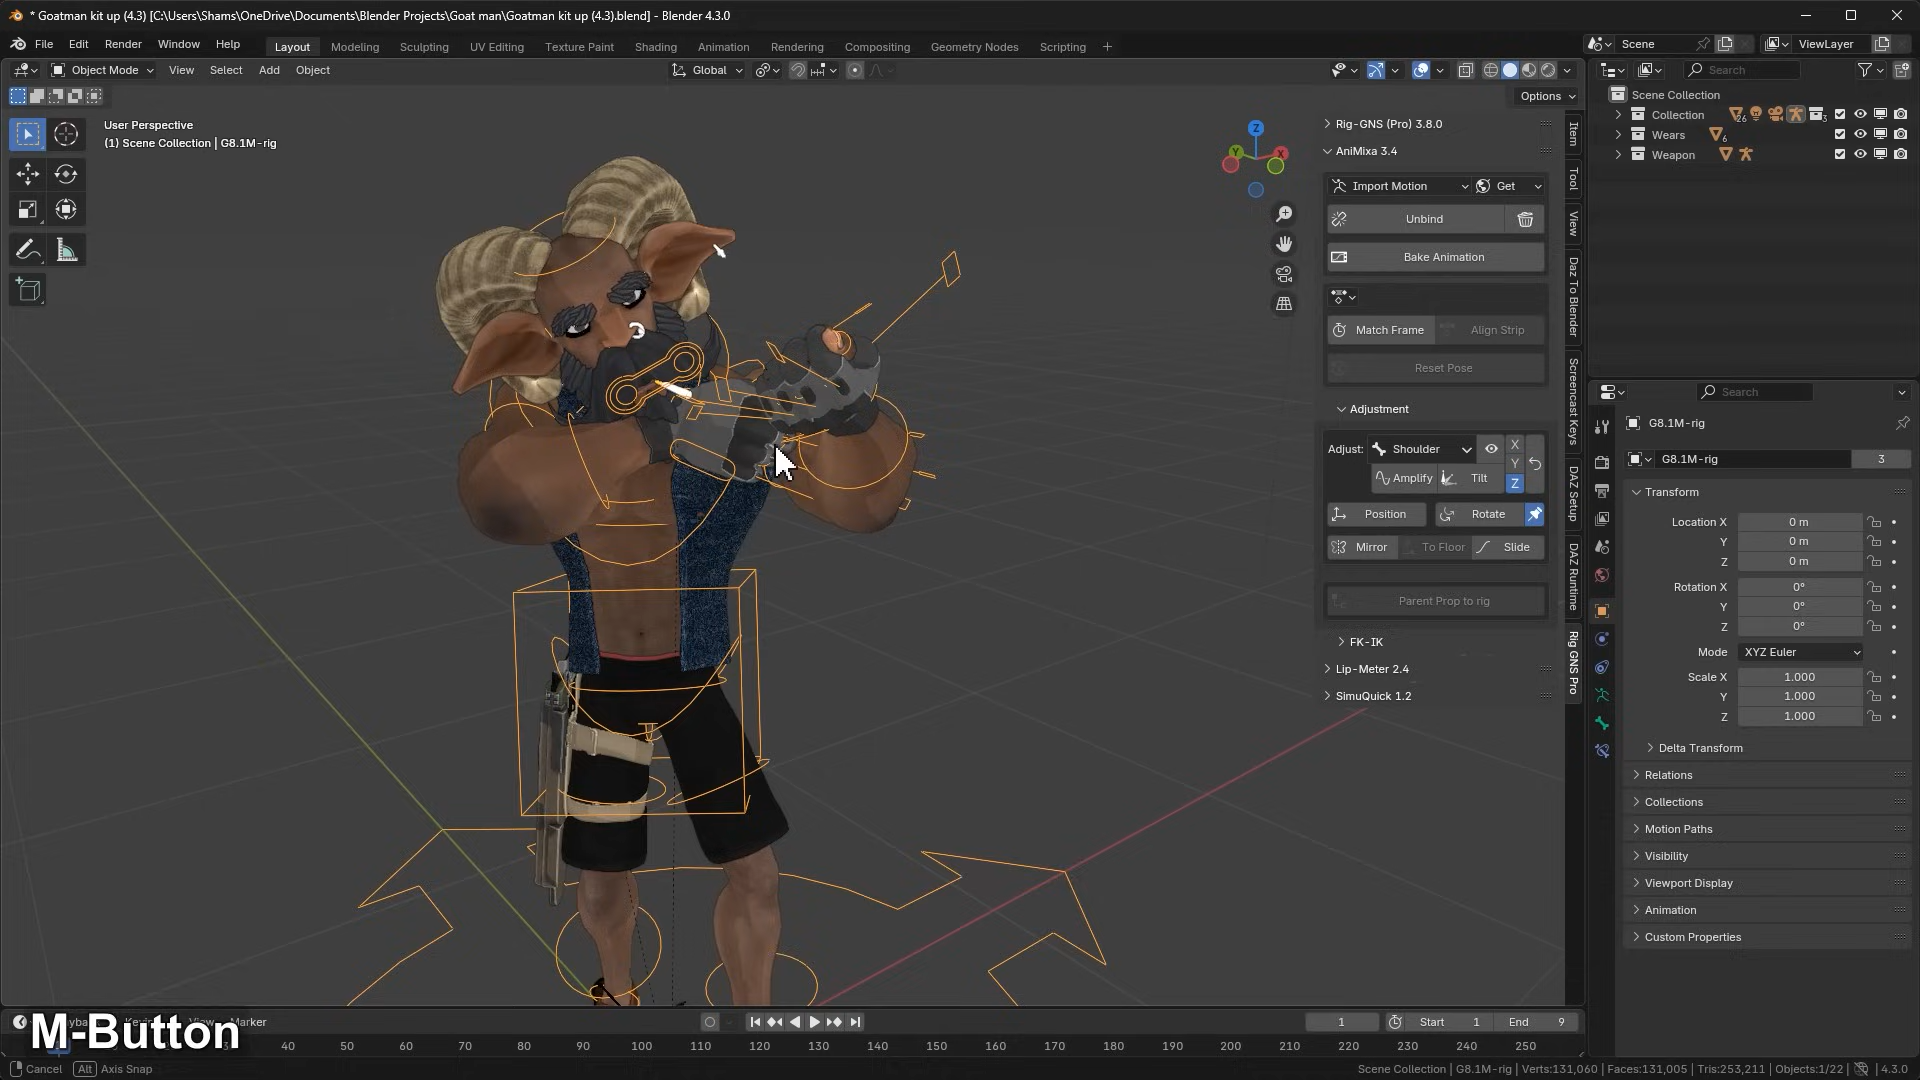 * Goatman kit up (4.3) [C:\Users\Shams\OneDrive\Documents\Blender Projects\Goat man\Goatman kit up (4.3).blend] - Blender 4.3.0
File Edit Render Window Help Layout Modeling Sculpting UV Editing Texture Paint Shading Animation Rendering Compositing Geometry Nodes Scripting + Scene ViewLayer
Object Mode View Select Add Object Global Search
Options
User Perspective
(1) Scene Collection | G8.1M-rig
Z
Y
X
Rig-GNS (Pro) 3.8.0
AniMixa 3.4
Import Motion Get
Unbind
Bake Animation
Match Frame Align Strip
Reset Pose
Adjustment
Adjust: Shoulder X
Y
Amplify Tilt Z
Position Rotate
Mirror To Floor Slide
Parent Prop to rig
FK-IK
Lip-Meter 2.4
SimuQuick 1.2
Item
Tool
View
Daz To Blender
Screencast Keys
DAZ Setup
DAZ Runtime
Rig GNS Pro
Scene Collection
Collection 26 3
Wears 6
Weapon
Search
G8.1M-rig
G8.1M-rig 3
Transform
Location X 0 m
Y 0 m
Z 0 m
Rotation X 0°
Y 0°
Z 0°
Mode XYZ Euler
Scale X 1.000
Y 1.000
Z 1.000
Delta Transform
Relations
Collections
Motion Paths
Visibility
Viewport Display
Animation
Custom Properties
M-Button
View Marker 1 Start 1 End 9
40 50 60 70 80 90 100 110 120 130 140 150 160 170 180 190 200 210 220 230 240 250
Cancel Alt Axis Snap Scene Collection | G8.1M-rig | Verts:131,060 | Faces:131,005 | Tris:253,211 | Objects:1/22 | 4.3.0